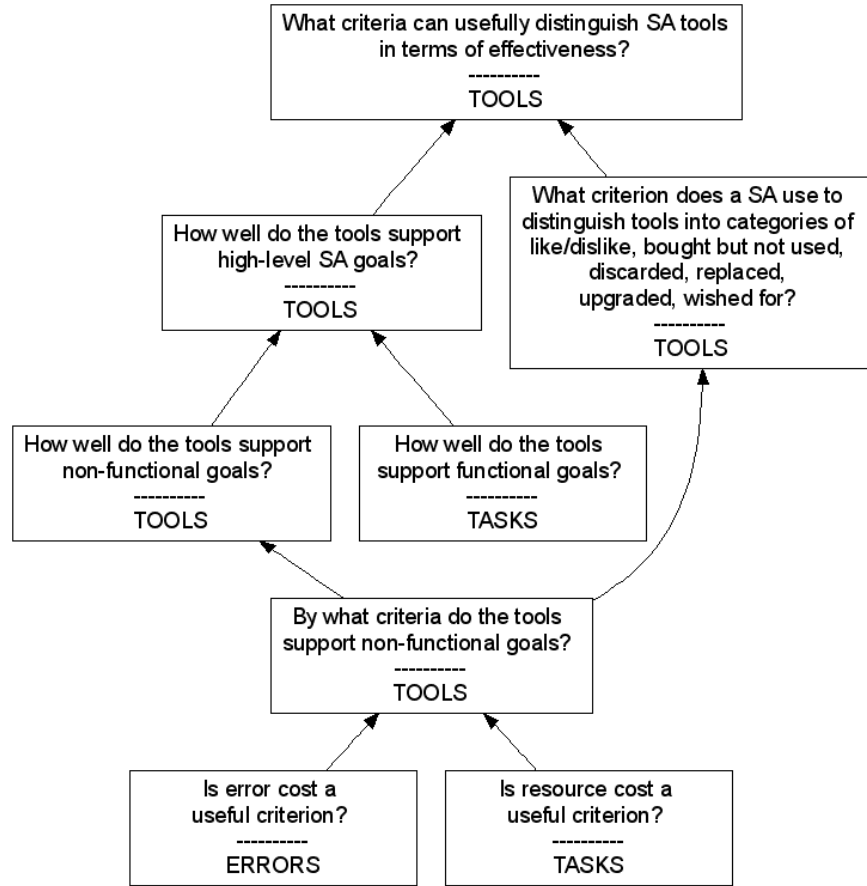 What criteria can usefully distinguish SA tools
in terms of effectiveness?
----------
TOOLS
What criterion does a SA use to
distinguish tools into categories of
like/dislike, bought but not used,
discarded, replaced,
upgraded, wished for?
----------
TOOLS
How well do the tools support
high-level SA goals?
----------
TOOLS
How well do the tools support
non-functional goals?
----------
TOOLS
How well do the tools
support functional goals?
----------
TASKS
By what criteria do the tools
support non-functional goals?
----------
TOOLS
Is error cost a
useful criterion?
----------
ERRORS
Is resource cost a
useful criterion?
----------
TASKS